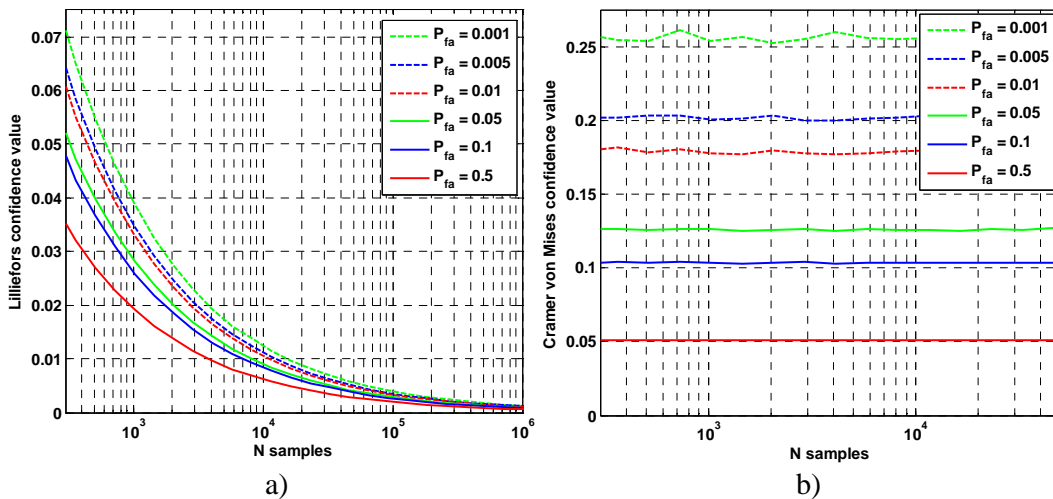 Lilliefors confidence value
0.07
0.06
0.05
0.04
0.03
0.02
0.01
0
10^3
10^4
10^5
10^6
N samples
P_fa = 0.001
P_fa = 0.005
P_fa = 0.01
P_fa = 0.05
P_fa = 0.1
P_fa = 0.5
a)
Cramer von Mises confidence value
0.25
0.2
0.15
0.1
0.05
0
10^3
10^4
N samples
P_fa = 0.001
P_fa = 0.005
P_fa = 0.01
P_fa = 0.05
P_fa = 0.1
P_fa = 0.5
b)